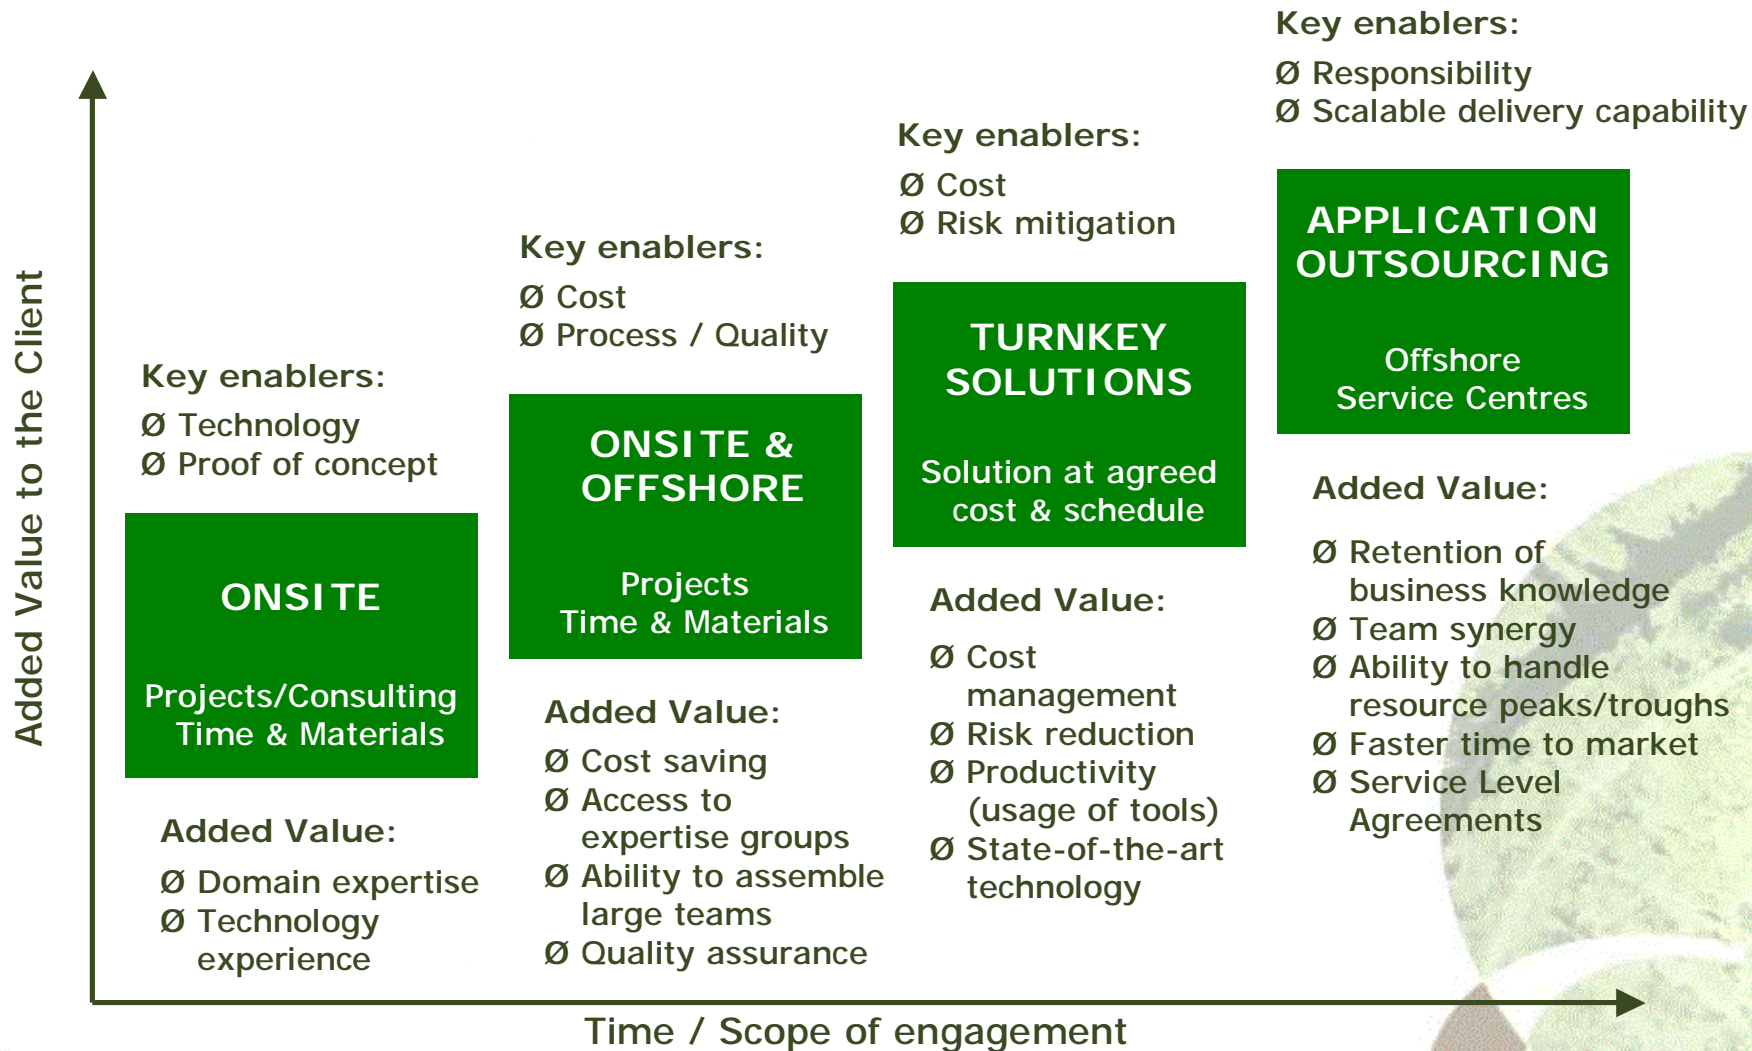 Added Value to the Client
Key enablers:
Ø Technology
Ø Proof of concept
ONSITE
Projects/Consulting
Time & Materials
Added Value:
Ø Domain expertise
Ø Technology
experience
Key enablers:
Ø Cost
Ø Process / Quality
ONSITE &
OFFSHORE
Projects
Time & Materials
Added Value:
Ø Cost saving
Ø Access to
expertise groups
Ø Ability to assemble
large teams
Ø Quality assurance
Key enablers:
Ø Cost
Ø Risk mitigation
TURNKEY
SOLUTIONS
Solution at agreed
cost & schedule
Added Value:
Ø Cost
management
Ø Risk reduction
Ø Productivity
(usage of tools)
Ø State-of-the-art
technology
Key enablers:
Ø Responsibility
Ø Scalable delivery capability
APPLICATION
OUTSOURCING
Offshore
Service Centres
Added Value:
Ø Retention of
business knowledge
Ø Team synergy
Ø Ability to handle
resource peaks/troughs
Ø Faster time to market
Ø Service Level
Agreements
Time / Scope of engagement